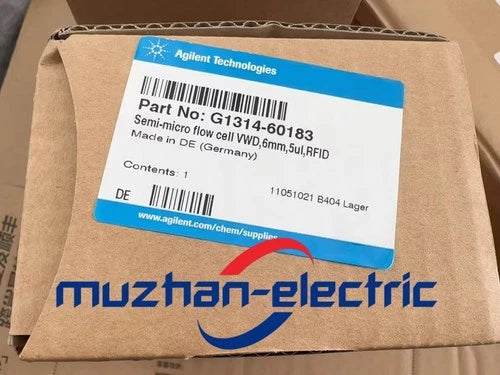 Agilent Technologies
Part No: G1314-60183
Semi-micro flow cell VWD,6mm,5ul,RFID
Made in DE (Germany)
Contents: 1
11051021 B404 Lager
DE
www.agilent.com/chem/supplies
muzhan-electric